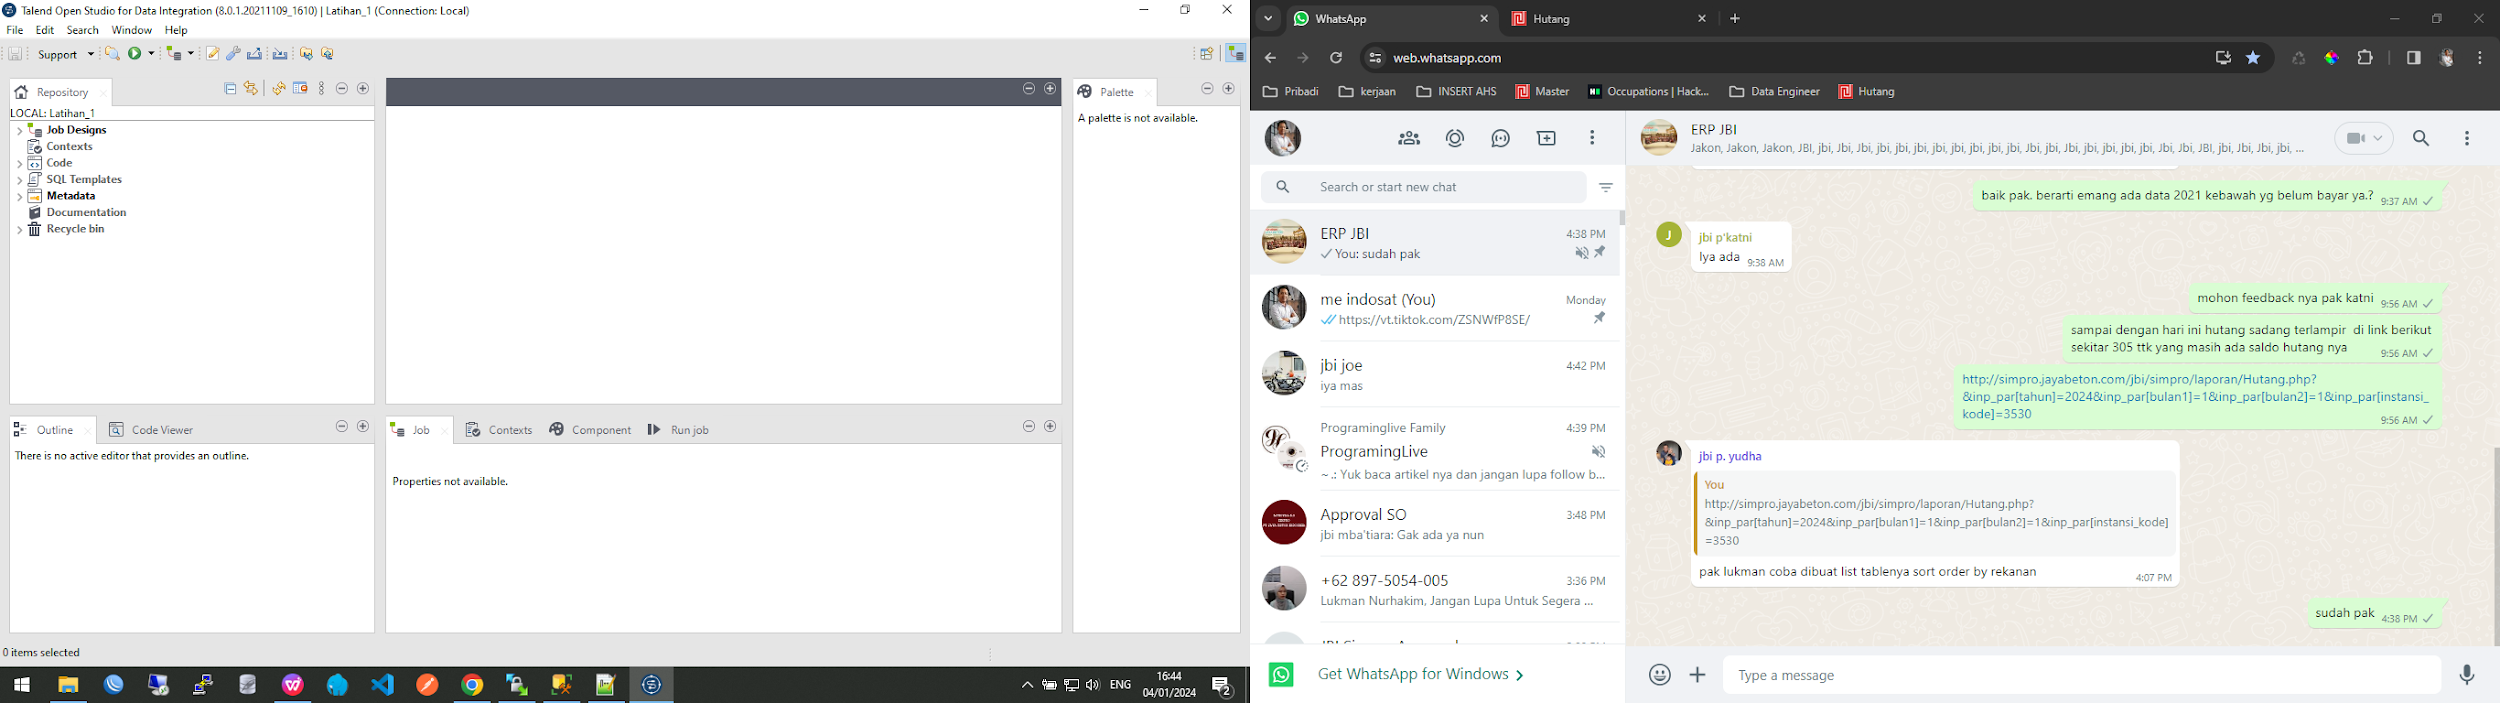 Talend Open Studio for Data Integration (8.0.1.20211109_1610) | Latihan_1 (Connection: Local)
File Edit Search Window Help
Support
Repository
LOCAL: Latihan_1
Job Designs
Contexts
Code
SQL Templates
Metadata
Documentation
Recycle bin
Palette
A palette is not available.
Outline
Code Viewer
There is no active editor that provides an outline.
Job
Contexts
Component
Run job
Properties not available.
0 items selected
ENG
16:44
04/01/2024
2
WhatsApp
Hutang
web.whatsapp.com
Pribadi
kerjaan
INSERT AHS
Master
Occupations | Hack...
Data Engineer
Hutang
Search or start new chat
ERP JBI
4:38 PM
You: sudah pak
me indosat (You)
Monday
https://vt.tiktok.com/ZSNWfP8SE/
jbi joe
4:42 PM
iya mas
Programinglive Family
4:39 PM
ProgramingLive
~ .: Yuk baca artikel nya dan jangan lupa follow b...
Approval SO
3:48 PM
jbi mba'tiara: Gak ada ya nun
+62 897-5054-005
3:36 PM
Lukman Nurhakim, Jangan Lupa Untuk Segera ...
Get WhatsApp for Windows
ERP JBI
Jakon, Jakon, Jakon, JBI, jbi, Jbi, Jbi, jbi, jbi, jbi, jbi, jbi, jbi, jbi, jbi, Jbi, jbi, Jbi, jbi, jbi, jbi, jbi, Jbi, Jbi, JBI, jbi, Jbi, Jbi, jbi, ...
baik pak. berarti emang ada data 2021 kebawah yg belum bayar ya.?
9:37 AM
J
jbi p'katni
Iya ada
9:38 AM
mohon feedback nya pak katni
9:56 AM
sampai dengan hari ini hutang sadang terlampir di link berikut
sekitar 305 ttk yang masih ada saldo hutang nya
9:56 AM
http://simpro.jayabeton.com/jbi/simpro/laporan/Hutang.php?
&inp_par[tahun]=2024&inp_par[bulan1]=1&inp_par[bulan2]=1&inp_par[instansi_
kode]=3530
9:56 AM
jbi p. yudha
You
http://simpro.jayabeton.com/jbi/simpro/laporan/Hutang.php?
&inp_par[tahun]=2024&inp_par[bulan1]=1&inp_par[bulan2]=1&inp_par[instansi_kode]
=3530
pak lukman coba dibuat list tablenya sort order by rekanan
4:07 PM
sudah pak
4:38 PM
Type a message